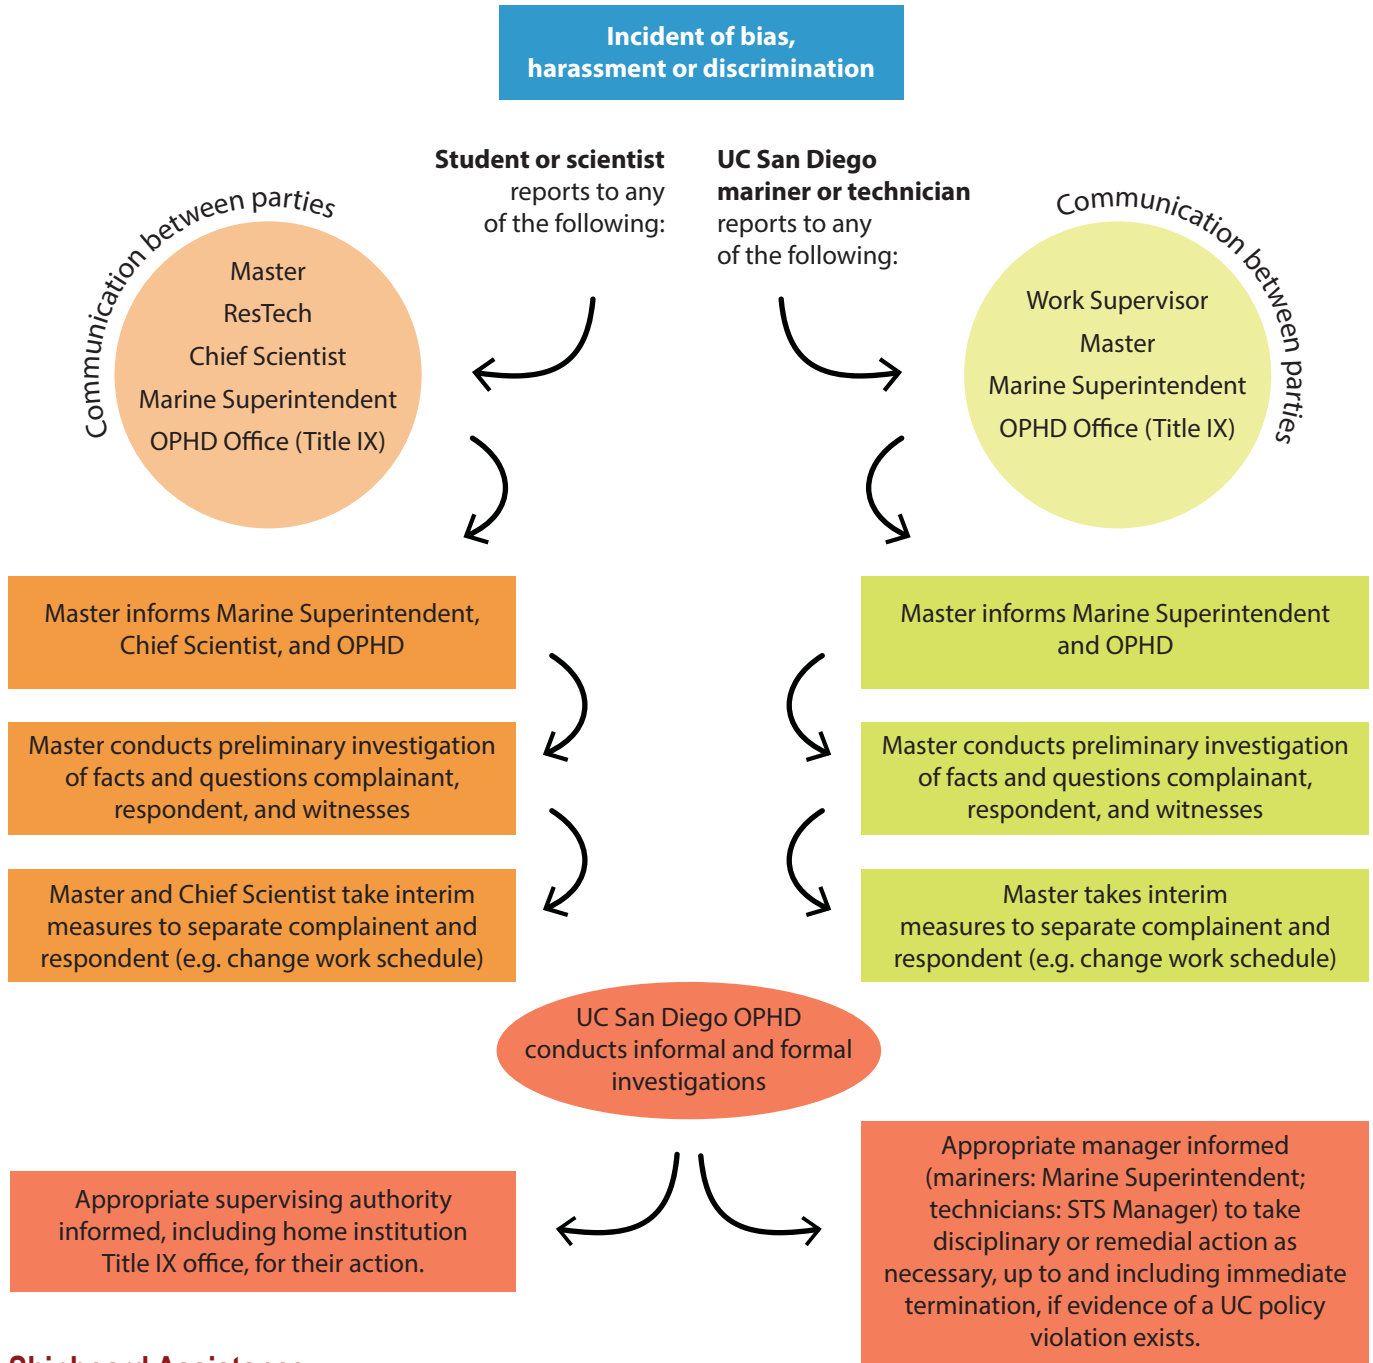 Incident of bias,
harassment or discrimination
Student or scientist
reports to any
of the following:
UC San Diego
mariner or technician
reports to any
of the following:
Communication between parties
Master
ResTech
Chief Scientist
Marine Superintendent
OPHD Office (Title IX)
Communication between parties
Work Supervisor
Master
Marine Superintendent
OPHD Office (Title IX)
Master informs Marine Superintendent,
Chief Scientist, and OPHD
Master conducts preliminary investigation
of facts and questions complainant,
respondent, and witnesses
Master and Chief Scientist take interim
measures to separate complainent and
respondent (e.g. change work schedule)
Master informs Marine Superintendent
and OPHD
Master conducts preliminary investigation
of facts and questions complainant,
respondent, and witnesses
Master takes interim
measures to separate complainent and
respondent (e.g. change work schedule)
UC San Diego OPHD
conducts informal and formal
investigations
Appropriate supervising authority
informed, including home institution
Title IX office, for their action.
Appropriate manager informed
(mariners: Marine Superintendent;
technicians: STS Manager) to take
disciplinary or remedial action as
necessary, up to and including immediate
termination, if evidence of a UC policy
violation exists.